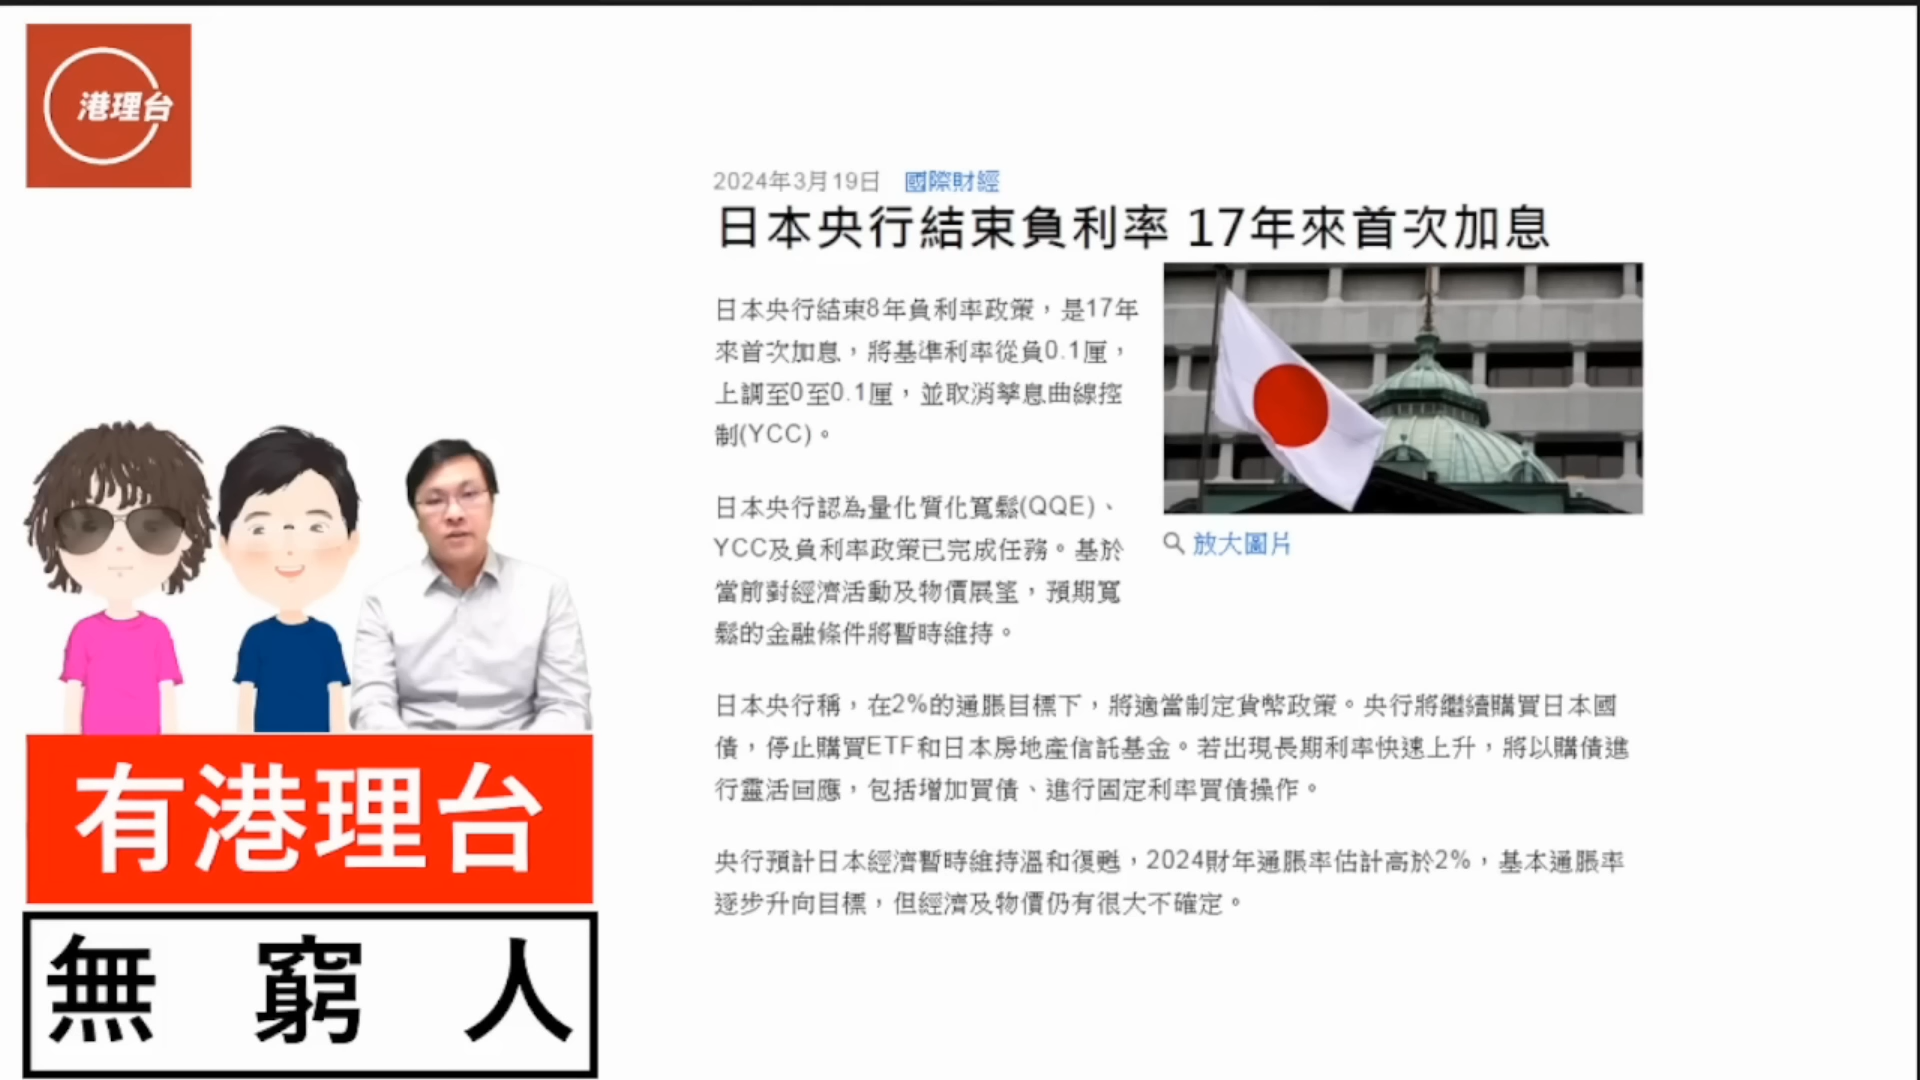 港理台
2024年3月19日 國際財經
日本央行結束負利率 17年來首次加息
日本央行結束8年負利率政策，是17年
來首次加息，將基準利率從負0.1厘，
上調至0至0.1厘，並取消孳息曲線控
制(YCC)。
日本央行認為量化質化寬鬆(QQE)、
YCC及負利率政策已完成任務。基於
當前對經濟活動及物價展望，預期寬
鬆的金融條件將暫時維持。
放大圖片
日本央行稱，在2%的通脹目標下，將適當制定貨幣政策。央行將繼續購買日本國
債，停止購買ETF和日本房地產信託基金。若出現長期利率快速上升，將以購債進
行靈活回應，包括增加買債、進行固定利率買債操作。
央行預計日本經濟暫時維持溫和復甦，2024財年通脹率估計高於2%，基本通脹率
逐步升向目標，但經濟及物價仍有很大不確定。
有港理台
無窮人